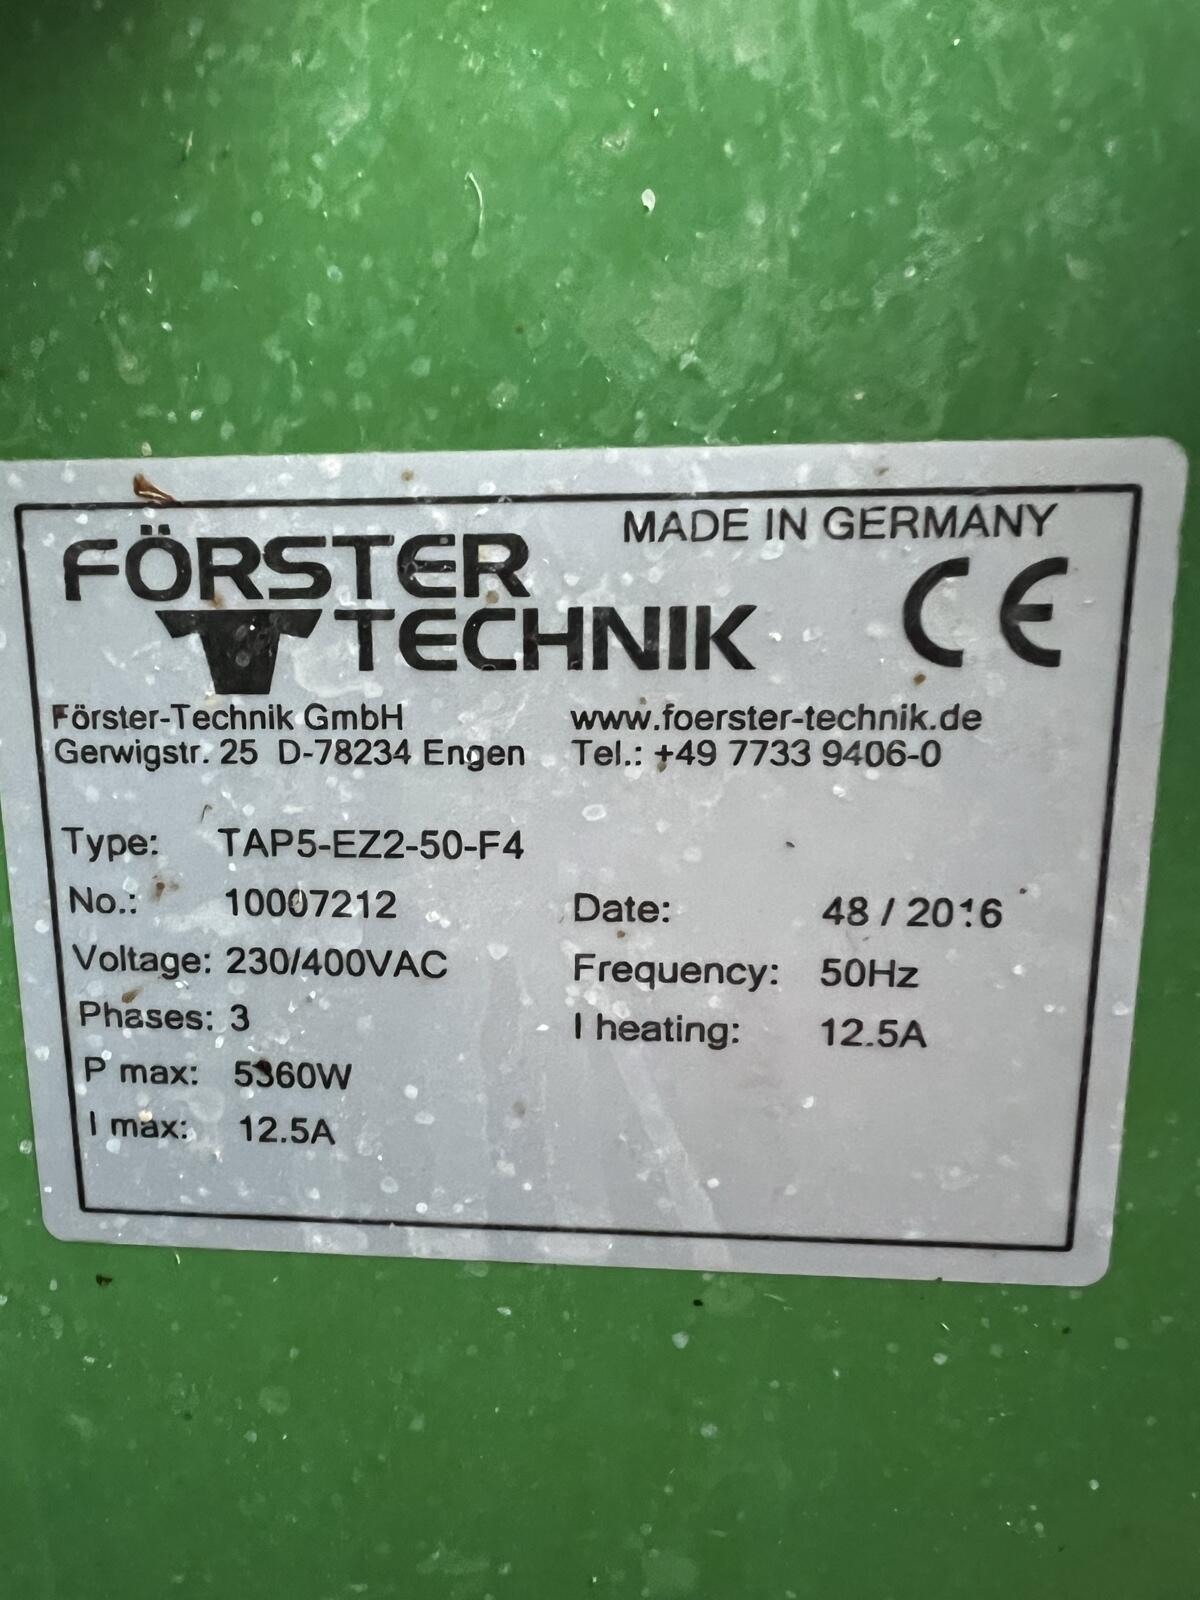 MADE IN GERMANY
FÖRSTER
TECHNIK
CE
Förster-Technik GmbH www.foerster-technik.de
Gerwigstr. 25 D-78234 Engen Tel.: +49 7733 9406-0
Type: TAP5-EZ2-50-F4
No.: 10007212 Date: 48 / 2016
Voltage: 230/400VAC Frequency: 50Hz
Phases: 3 I heating: 12.5A
P max: 5360W
I max: 12.5A